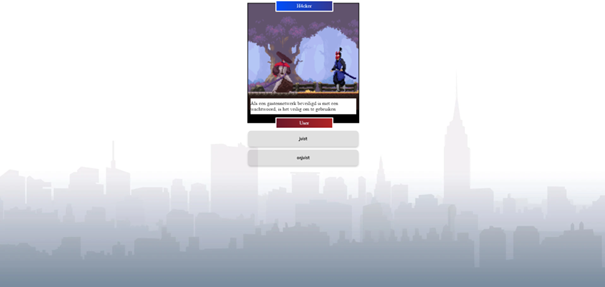 Hacker
Als een gastennetwerk beveiligd is met een
wachtwoord, is het veilig om te gebruiken
User
juist
onjuist